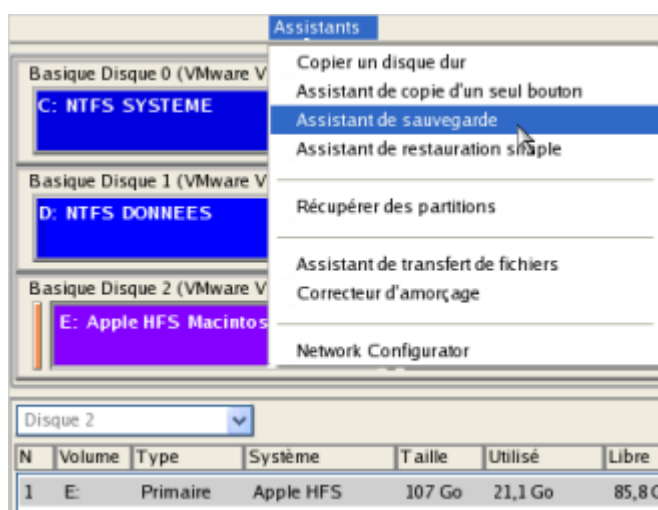 Assistants
Copier un disque dur
Assistant de copie d'un seul bouton
Assistant de sauvegarde
Assistant de restauration simple
Récupérer des partitions
Assistant de transfert de fichiers
Correcteur d'amorçage
Network Configurator
Basique Disque 0 (VMware V
C: NTFS SYSTEME
Basique Disque 1 (VMware V
D: NTFS DONNEES
Basique Disque 2 (VMware V
E: Apple HFS Macintos
Disque 2
N Volume Type Système Taille Utilisé Libre
1 E: Primaire Apple HFS 107 Go 21,1 Go 85,8 G